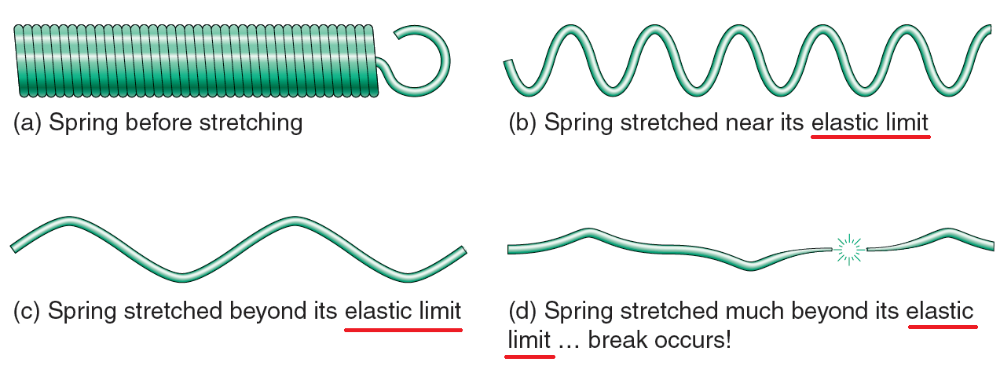 (a) Spring before stretching
(b) Spring stretched near its elastic limit
(c) Spring stretched beyond its elastic limit
(d) Spring stretched much beyond its elastic
limit … break occurs!